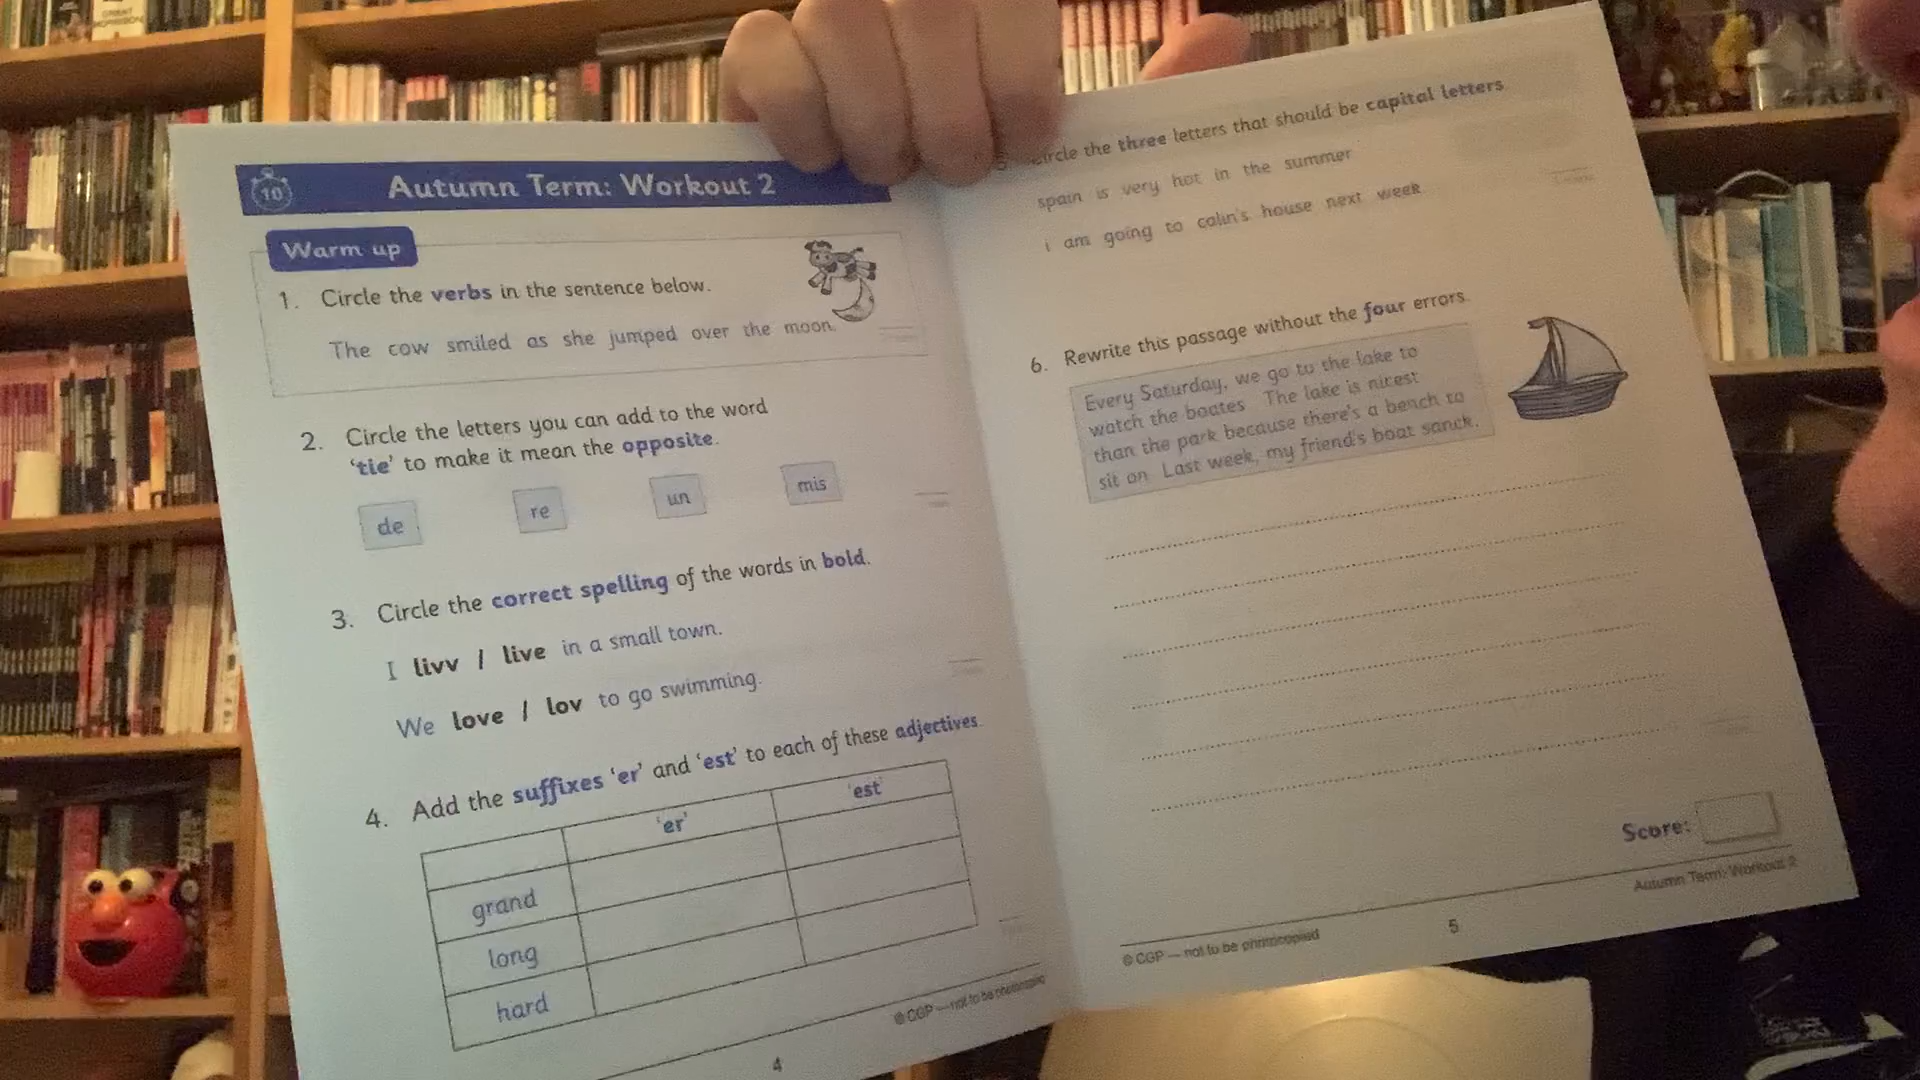 10
Autumn Term: Workout 2
Warm up
1. Circle the verbs in the sentence below.
The cow smiled as she jumped over the moon.
2. Circle the letters you can add to the word
'tie' to make it mean the opposite.
de re un mis
3. Circle the correct spelling of the words in bold.
I livv / live in a small town.
We love / lov to go swimming.
4. Add the suffixes 'er' and 'est' to each of these adjectives.
'er' 'est'
grand
long
hard
© CGP — not to be photocopied
4
the three letters that should be capital letters
spain is very hot in the summer
i am going to colin's house next week
6. Rewrite this passage without the four errors.
Every Saturday, we go to the lake to
watch the boates The lake is nicest
than the park because there's a bench to
sit on Last week, my friend's boat sanck.
Score:
Autumn Term: Workout 2
© CGP — not to be photocopied
5